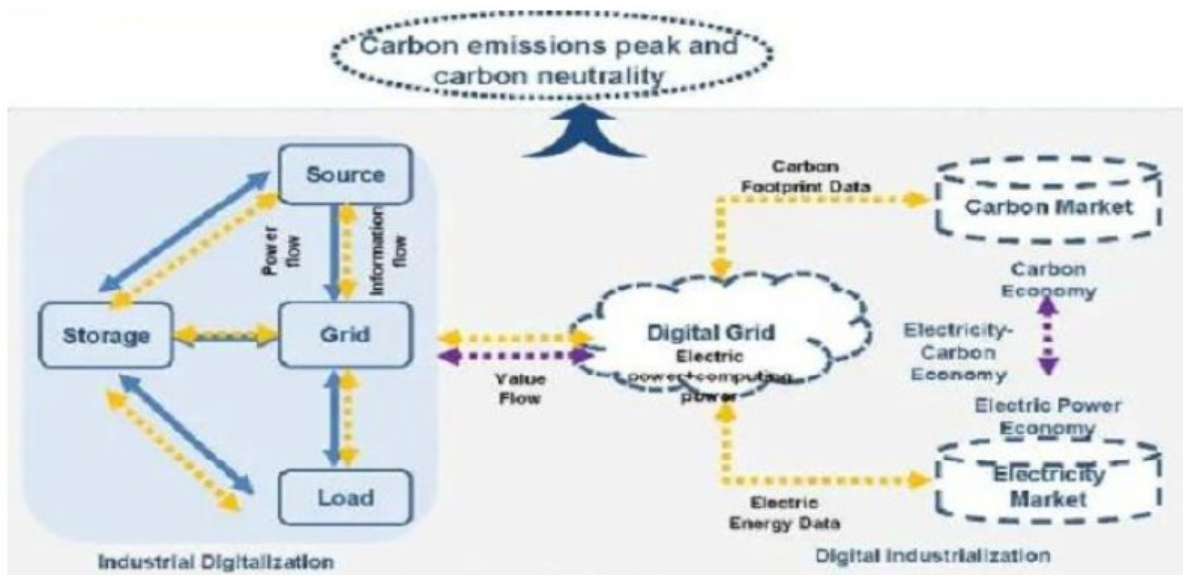 Carbon emissions peak and
carbon neutrality
Source
Power
flow
Information
flow
Storage
Grid
Load
Industrial Digitalization
Value
Flow
Carbon
Footprint Data
Digital Grid
Electric
power+computing
power
Electric
Energy Data
Carbon Market
Carbon
Economy
Electricity-
Carbon
Economy
Electric Power
Economy
Electricity
Market
Digital Industrialization